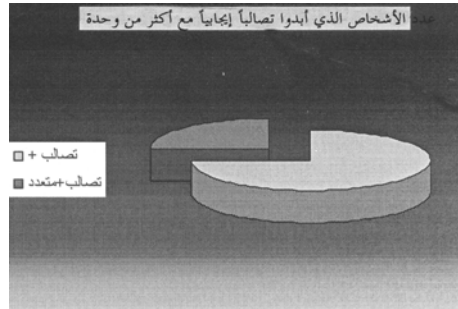 عدد الأشخاص الذي أبدوا تصالباً إيجابياً مع أكثر من وحدة
تصالب +
تصالب+متعدد